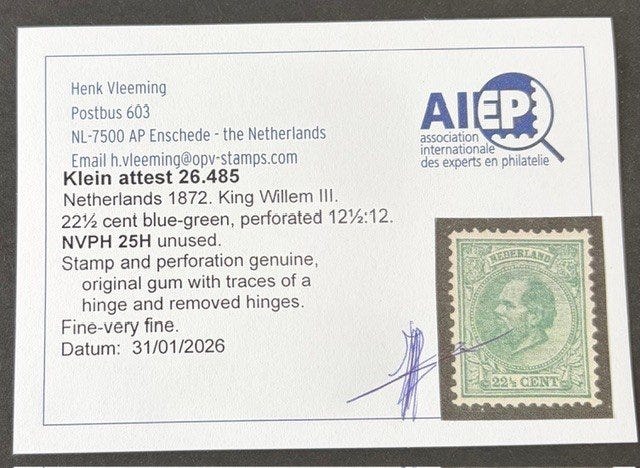 Henk Vleeming
Postbus 603
NL-7500 AP Enschede - the Netherlands
Email h.vleeming@opv-stamps.com
AIEP
association
internationale
des experts en philatelie
Klein attest 26.485
Netherlands 1872. King Willem III.
22½ cent blue-green, perforated 12½:12.
NVPH 25H unused.
Stamp and perforation genuine,
original gum with traces of a
hinge and removed hinges.
Fine-very fine.
Datum: 31/01/2026
NEDERLAND
22½ CENT